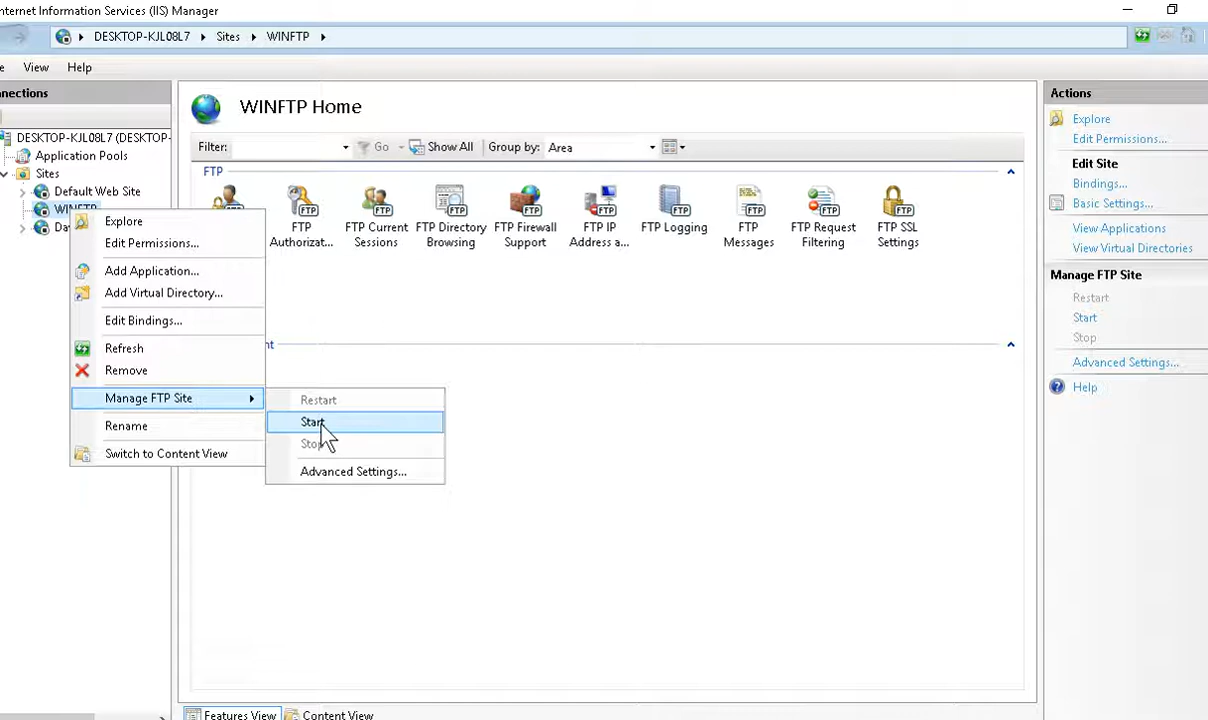 nternet Information Services (IIS) Manager
DESKTOP-KJL08L7 Sites WINFTP
View Help
nnections
DESKTOP-KJL08L7 (DESKTOP-
Application Pools
Sites
Default Web Site
WINFTP
Da
Explore
Edit Permissions...
Add Application...
Add Virtual Directory...
Edit Bindings...
Refresh
Remove
Manage FTP Site
Rename
Switch to Content View
Restart
Start
Stop
Advanced Settings...
WINFTP Home
Filter: Go Show All Group by: Area
FTP
FTP Authorizat...
FTP Current Sessions
FTP Directory Browsing
FTP Firewall Support
FTP IP Address a...
FTP Logging
FTP Messages
FTP Request Filtering
FTP SSL Settings
nt
Features View Content View
Actions
Explore
Edit Permissions...
Edit Site
Bindings...
Basic Settings...
View Applications
View Virtual Directories
Manage FTP Site
Restart
Start
Stop
Advanced Settings...
Help